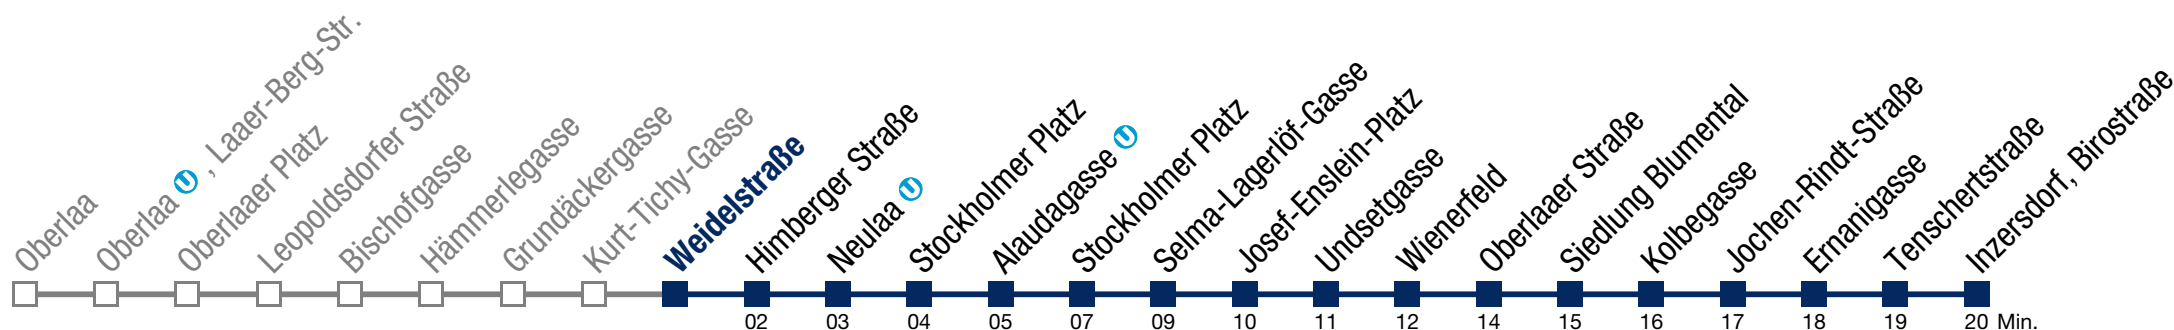 Oberlaa
Oberlaa U, Laaer-Berg-Str.
Oberlaaer Platz
Leopoldsdorfer Straße
Bischofgasse
Hämmerlegasse
Grundäckergasse
Kurt-Tichy-Gasse
Weidelstraße
Himberger Straße
Neulaa U
Stockholmer Platz
Alaudagasse U
Stockholmer Platz
Selma-Lagerlöf-Gasse
Josef-Enslein-Platz
Undsetgasse
Wienerfeld
Oberlaaer Straße
Siedlung Blumental
Kolbegasse
Jochen-Rindt-Straße
Ernanigasse
Tenschertstraße
Inzersdorf, Birostraße
02 03 04 05 07 09 10 11 12 14 15 16 17 18 19 20 Min.